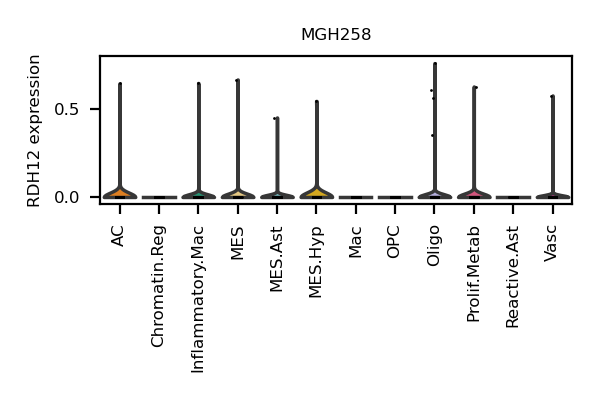 MGH258
RDH12 expression
0.5
0.0
AC
Chromatin.Reg
Inflammatory.Mac
MES
MES.Ast
MES.Hyp
Mac
OPC
Oligo
Prolif.Metab
Reactive.Ast
Vasc